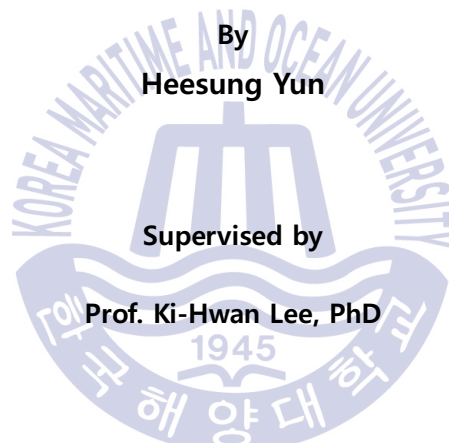 By
Heesung Yun
KOREA MARITIME AND OCEAN UNIVERSITY
Supervised by
Prof. Ki-Hwan Lee, PhD
1945
한국해양대학교